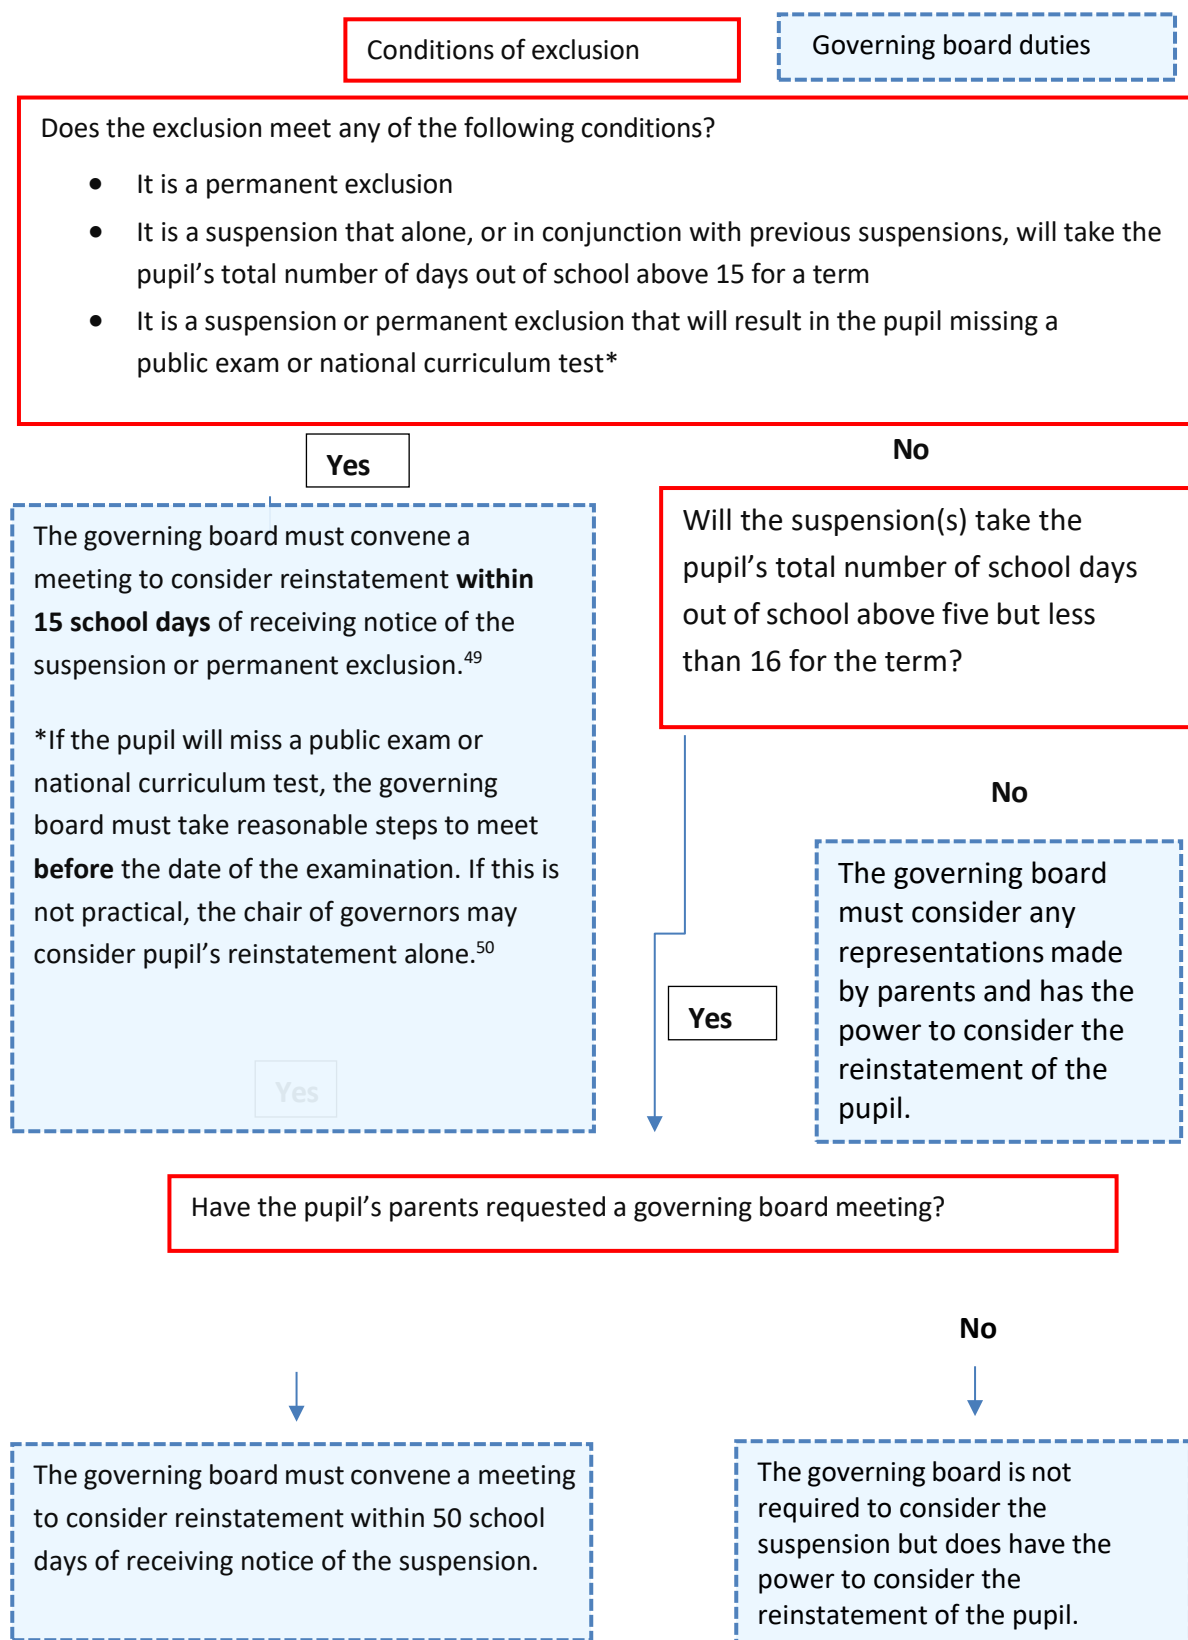 Conditions of exclusion
Governing board duties
Does the exclusion meet any of the following conditions?
● It is a permanent exclusion
● It is a suspension that alone, or in conjunction with previous suspensions, will take the
pupil’s total number of days out of school above 15 for a term
● It is a suspension or permanent exclusion that will result in the pupil missing a
public exam or national curriculum test*
Yes
No
The governing board must convene a
meeting to consider reinstatement within
15 school days of receiving notice of the
suspension or permanent exclusion.49
*If the pupil will miss a public exam or
national curriculum test, the governing
board must take reasonable steps to meet
before the date of the examination. If this is
not practical, the chair of governors may
consider pupil’s reinstatement alone.50
Yes
Will the suspension(s) take the
pupil’s total number of school days
out of school above five but less
than 16 for the term?
No
The governing board
must consider any
representations made
by parents and has the
power to consider the
reinstatement of the
pupil.
Yes
Have the pupil’s parents requested a governing board meeting?
No
The governing board must convene a meeting
to consider reinstatement within 50 school
days of receiving notice of the suspension.
The governing board is not
required to consider the
suspension but does have the
power to consider the
reinstatement of the pupil.